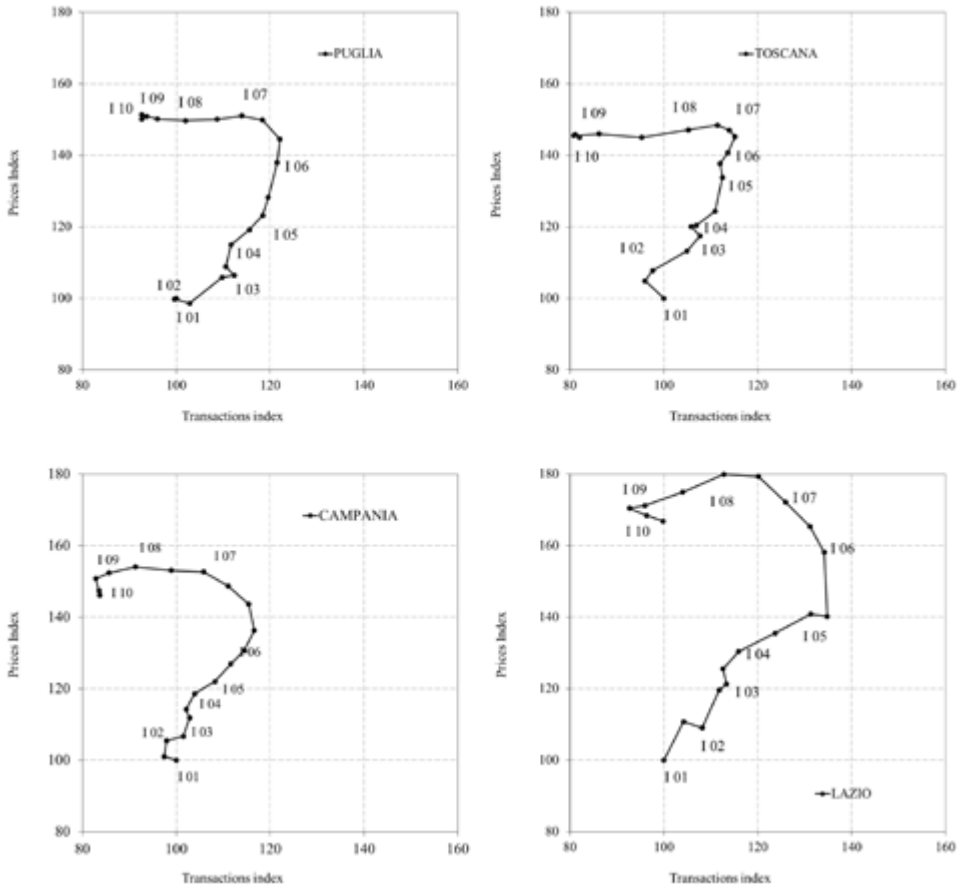 180
160
140
120
100
80
Prices Index
PUGLIA
I 10
I 09
I 08
I 07
I 06
I 05
I 04
I 03
I 02
I 01
80
100
120
140
160
Transactions index
180
160
140
120
100
80
Prices Index
TOSCANA
I 09
I 10
I 08
I 07
I 06
I 05
I 04
I 03
I 02
I 01
80
100
120
140
160
Transactions index
180
160
140
120
100
80
Prices Index
CAMPANIA
I 09
I 08
I 07
I 10
I 06
I 05
I 04
I 03
I 02
I 01
80
100
120
140
160
Transactions index
180
160
140
120
100
80
Prices Index
I 09
I 08
I 07
I 10
I 06
I 05
I 04
I 03
I 02
I 01
LAZIO
80
100
120
140
160
Transactions index